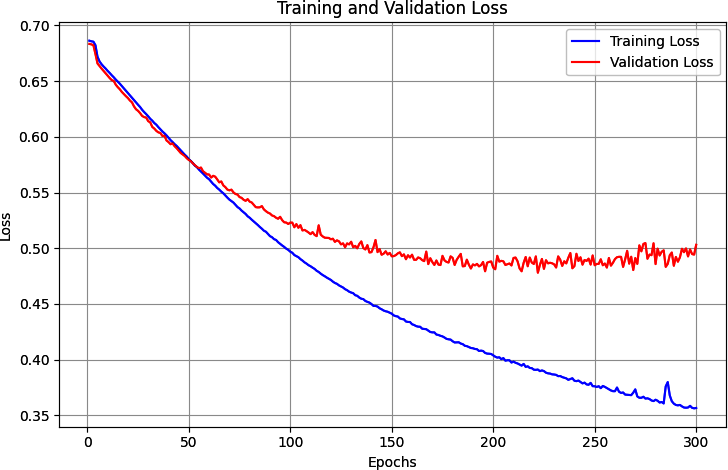 Training and Validation Loss
0.70
0.65
0.60
0.55
0.50
0.45
0.40
0.35
Loss
Training Loss
Validation Loss
0 50 100 150 200 250 300
Epochs